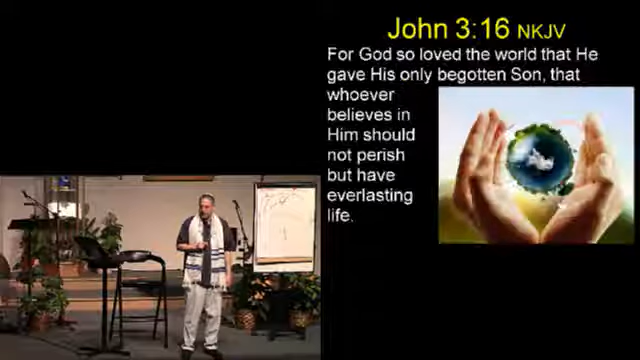 John 3:16 NKJV
For God so loved the world that He
gave His only begotten Son, that
whoever
believes in
Him should
not perish
but have
everlasting
life.